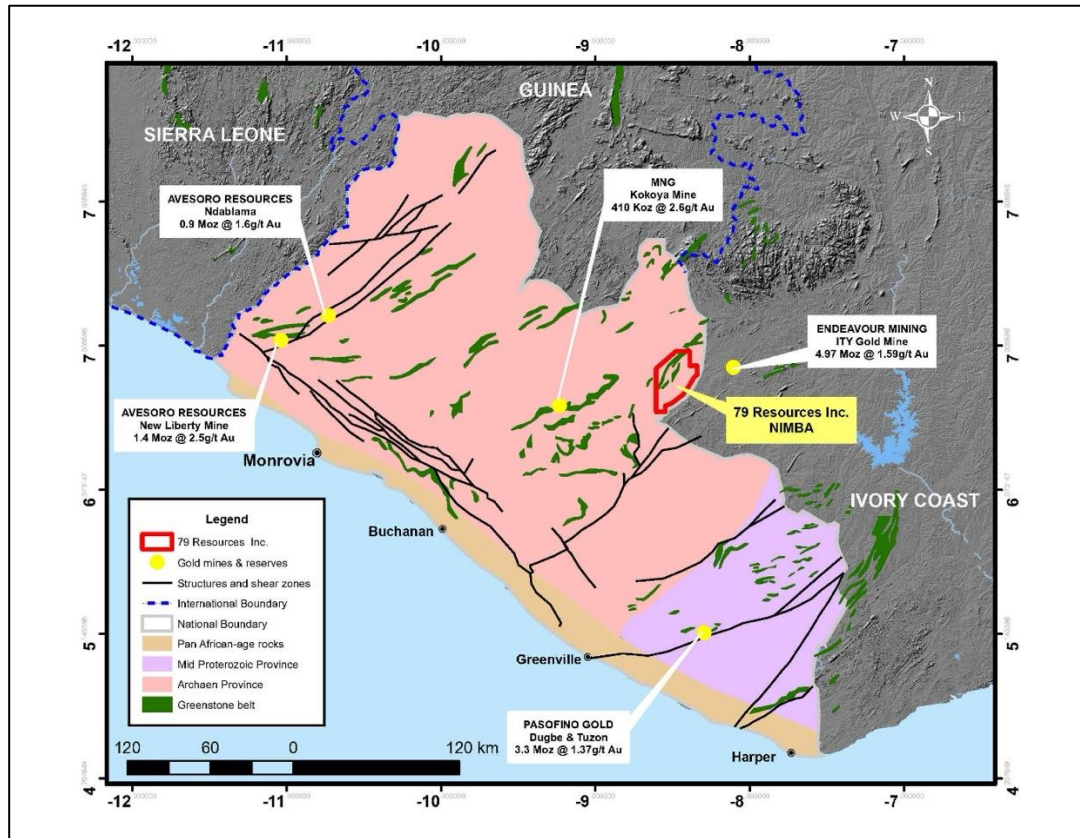 -12
-11
-10
-9
-8
-7
GUINEA
SIERRA LEONE
N
W
E
S
AVESORO RESOURCES
Ndablama
0.9 Moz @ 1.6g/t Au
MNG
Kokoya Mine
410 Koz @ 2.6g/t Au
7
7
ENDEAVOUR MINING
ITY Gold Mine
4.97 Moz @ 1.59g/t Au
7
7
79 Resources Inc.
NIMBA
AVESORO RESOURCES
New Liberty Mine
1.4 Moz @ 2.5g/t Au
Monrovia
6
6
IVORY COAST
Buchanan
Legend
79 Resources Inc.
Gold mines & reserves
Structures and shear zones
International Boundary
National Boundary
Pan African-age rocks
Mid Proterozoic Province
Archaen Province
Greenstone belt
5
5
Greenville
PASOFINO GOLD
Dugbe & Tuzon
3.3 Moz @ 1.37g/t Au
Harper
120
60
0
120 km
4
4
-12
-11
-10
-9
-8
-7